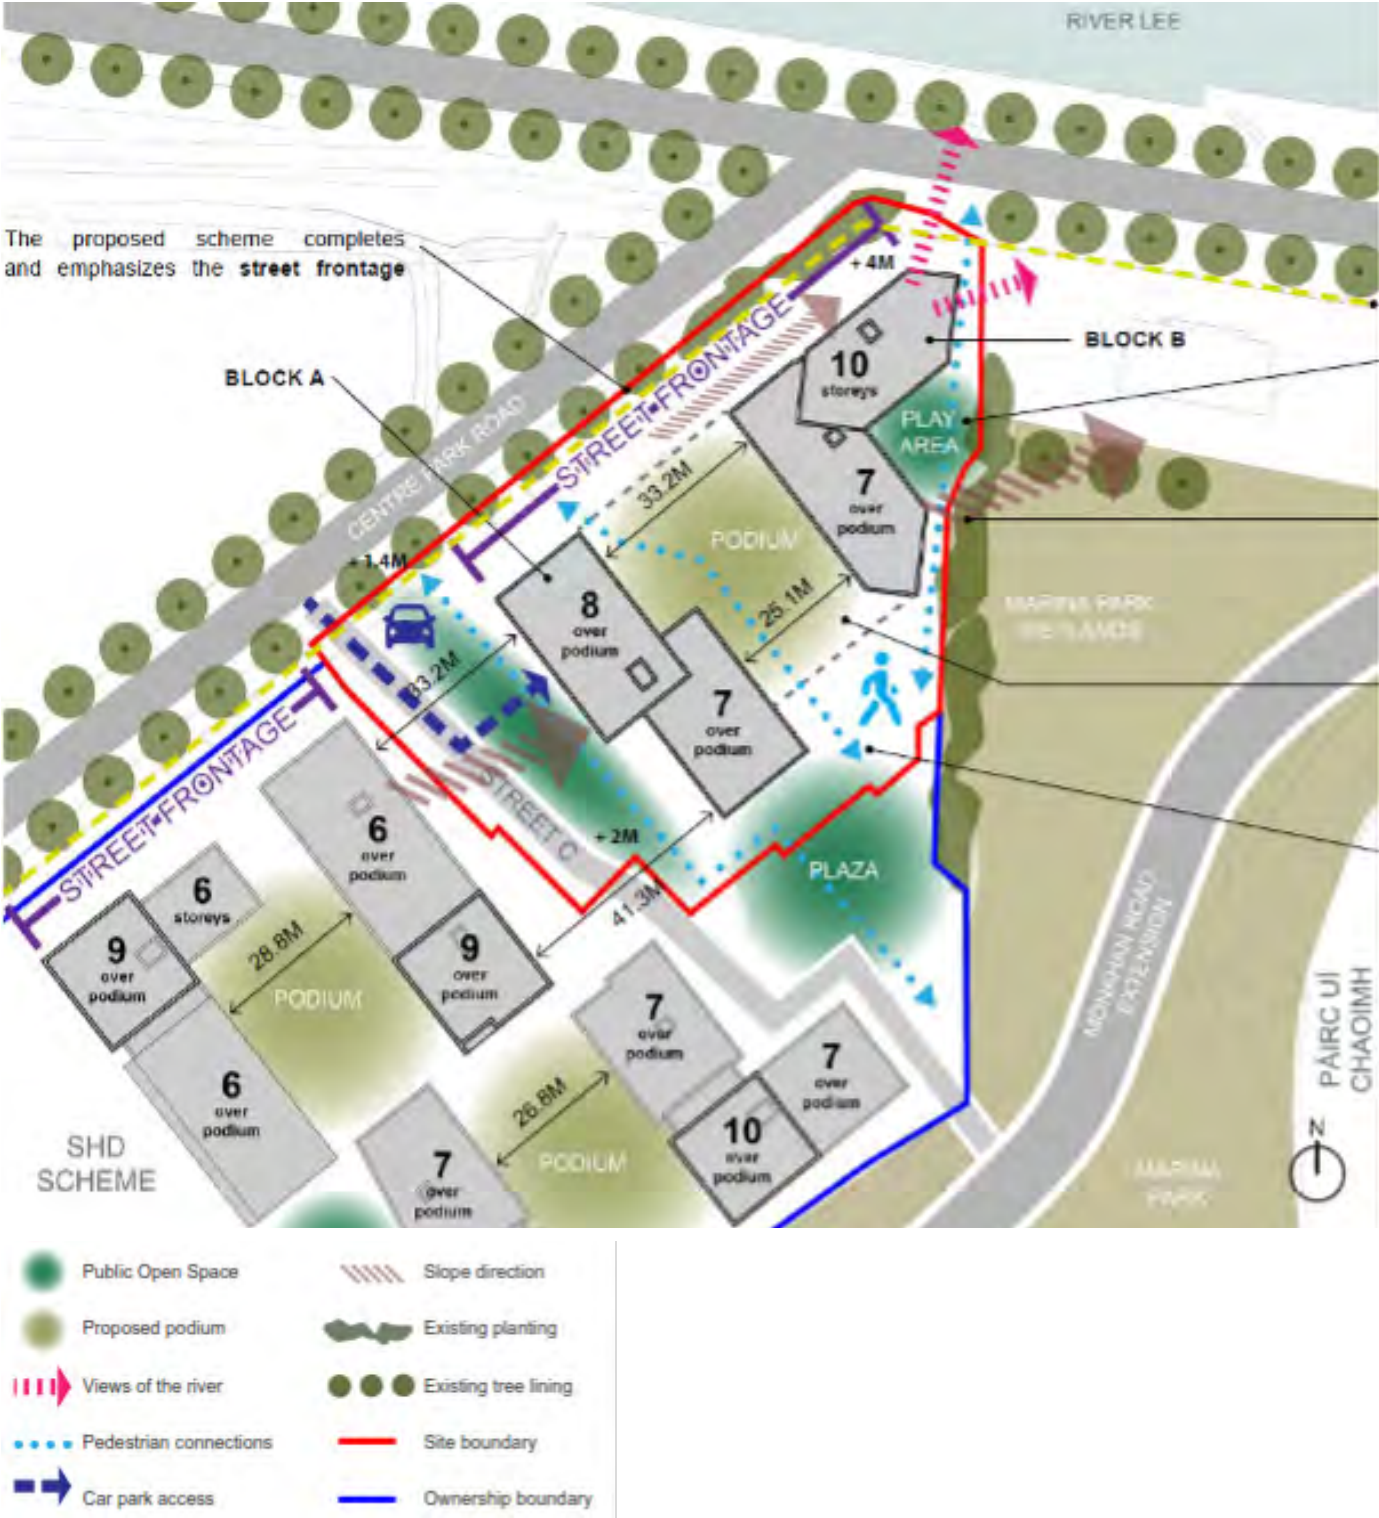 RIVER LEE
The proposed scheme completes
and emphasizes the street frontage
+ 4M
BLOCK B
BLOCK A
STREET FRONTAGE
CENTRE PARK ROAD
10
storeys
PLAY
AREA
33.2M
7
over
podium
PODIUM
+ 1.4M
25.1M
8
over
podium
MARINA PARK
33.2M
7
over
podium
STREET FRONTAGE
STREET C
+ 2M
6
over
podium
PLAZA
41.3M
6
storeys
9
over
podium
28.8M
9
over
podium
PODIUM
7
over
podium
MONAHAN ROAD
EXTENSION
PÁIRC UÍ
CHAOIMH
7
over
podium
6
over
podium
26.8M
10
over
podium
PODIUM
7
over
podium
SHD
SCHEME
N
MARINA
PARK
Public Open Space
Slope direction
Proposed podium
Existing planting
Views of the river
Existing tree lining
Pedestrian connections
Site boundary
Car park access
Ownership boundary